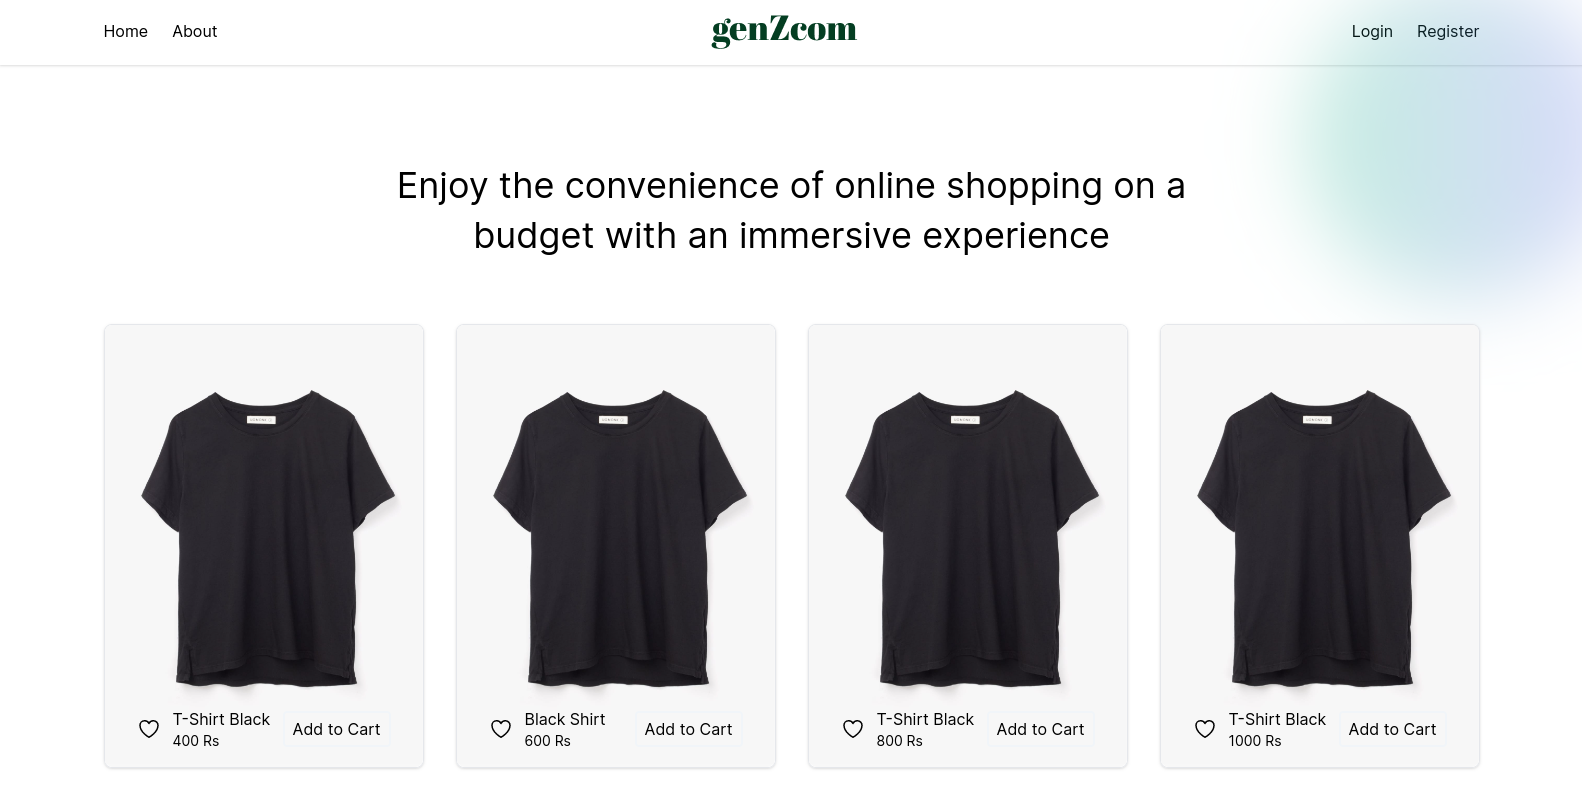 Home About genZcom Login Register
Enjoy the convenience of online shopping on a
budget with an immersive experience
T-Shirt Black
400 Rs
Add to Cart
Black Shirt
600 Rs
Add to Cart
T-Shirt Black
800 Rs
Add to Cart
T-Shirt Black
1000 Rs
Add to Cart